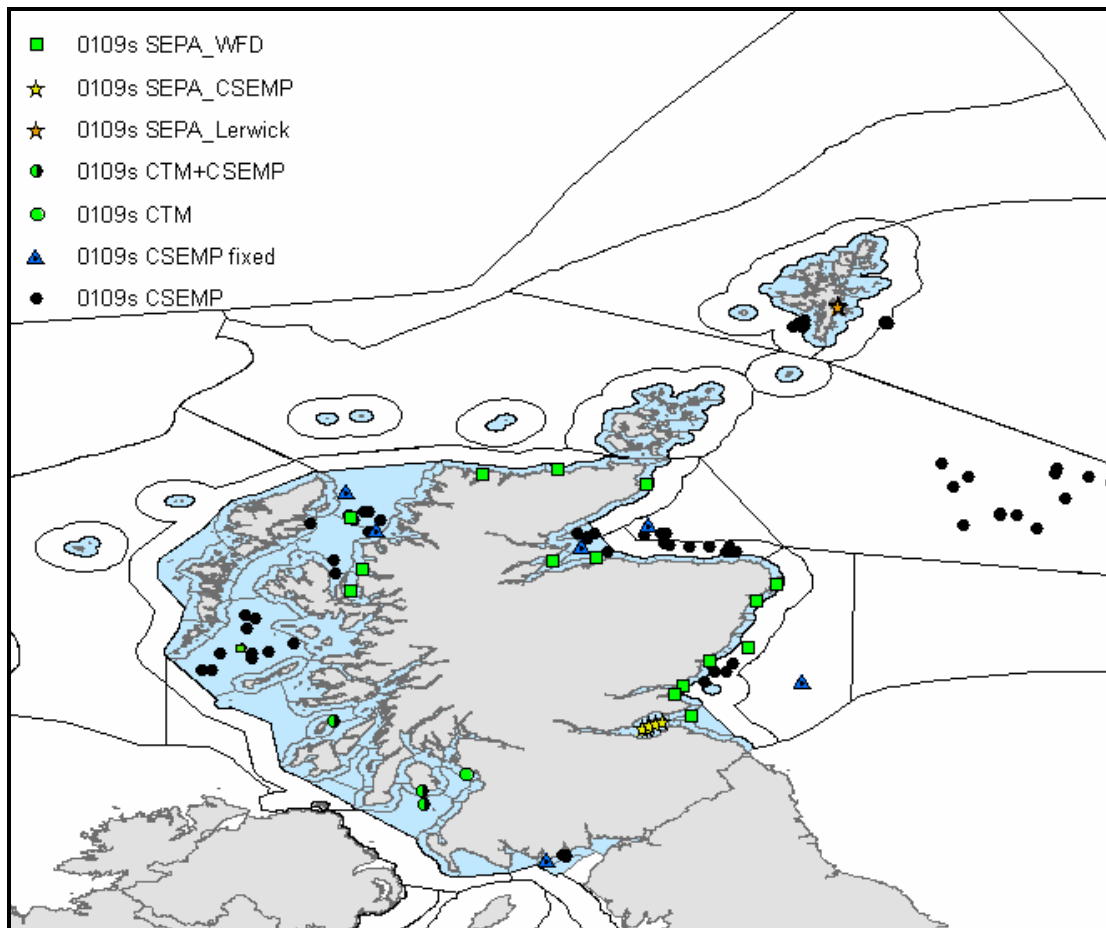 0109s SEPA_WFD
0109s SEPA_CSEMP
0109s SEPA_Lerwick
0109s CTM+CSEMP
0109s CTM
0109s CSEMP fixed
0109s CSEMP